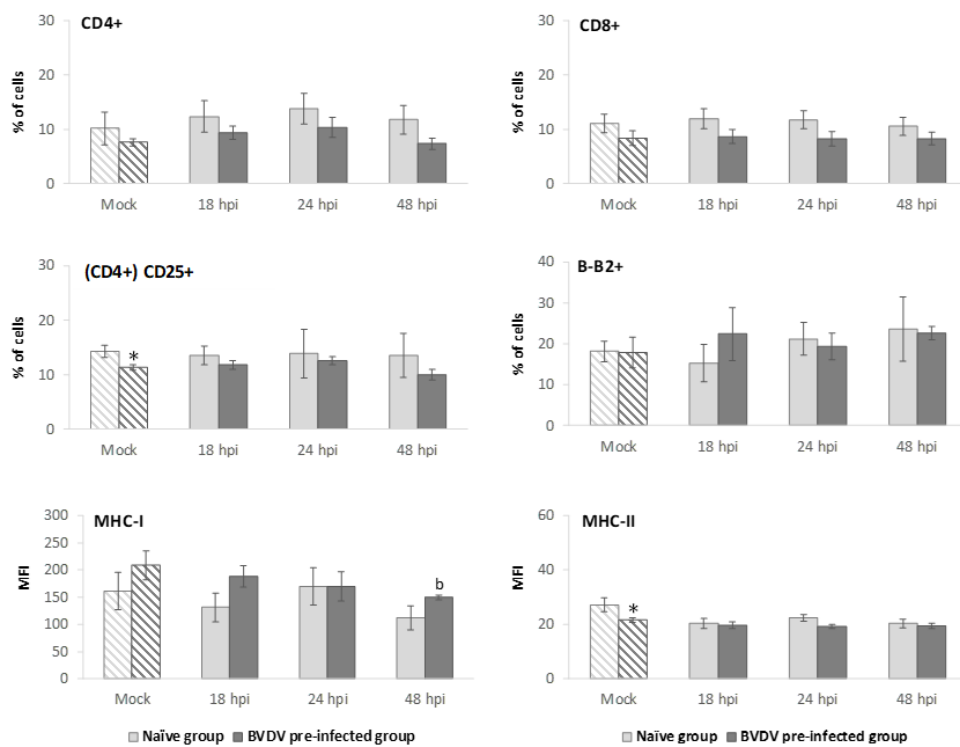 CD4+
30
20
10
0
% of cells
Mock 18 hpi 24 hpi 48 hpi
CD8+
30
20
10
0
% of cells
Mock 18 hpi 24 hpi 48 hpi
(CD4+) CD25+
30
20
10
0
% of cells
*
Mock 18 hpi 24 hpi 48 hpi
B-B2+
40
30
20
10
0
% of cells
Mock 18 hpi 24 hpi 48 hpi
MHC-I
300
250
200
150
100
50
0
MFI
b
Mock 18 hpi 24 hpi 48 hpi
MHC-II
60
40
20
0
MFI
*
Mock 18 hpi 24 hpi 48 hpi
Naïve group BVDV pre-infected group
Naïve group BVDV pre-infected group